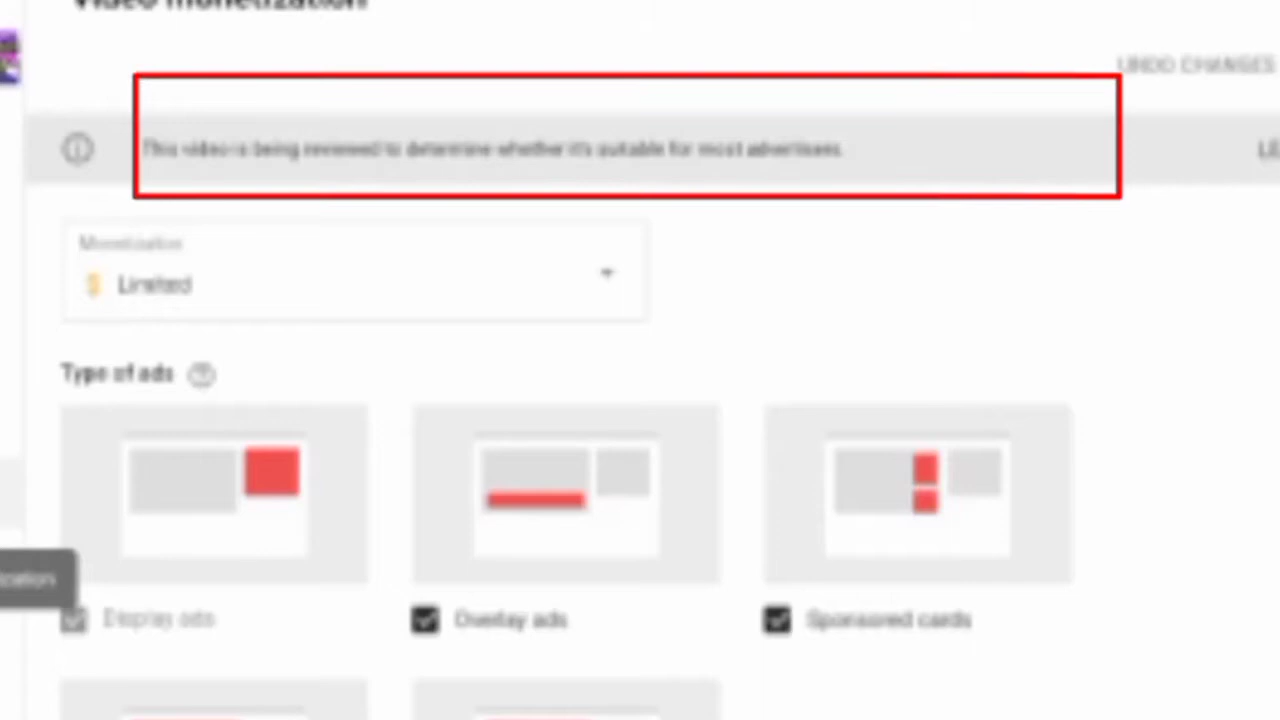 Video monetization
UNDO CHANGES
This video is being reviewed to determine whether it's suitable for most advertisers.
Monetization
Limited
Type of ads
Display ads
Overlay ads
Sponsored cards